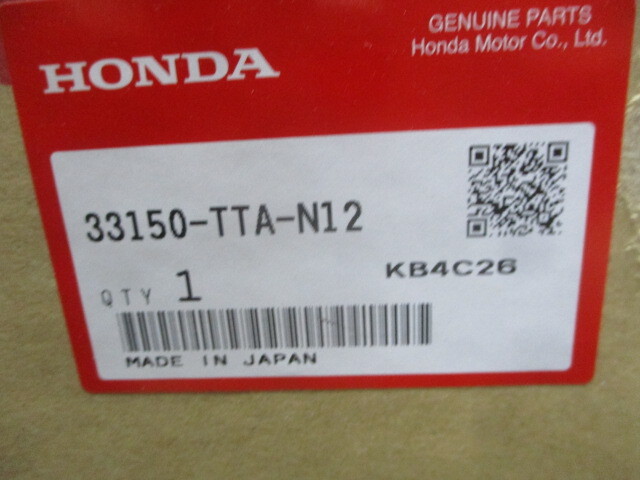 GENUINE PARTS
HONDA
Honda Motor Co., Ltd.
33150-TTA-N12
KB4C26
QTY 1
MADE IN JAPAN